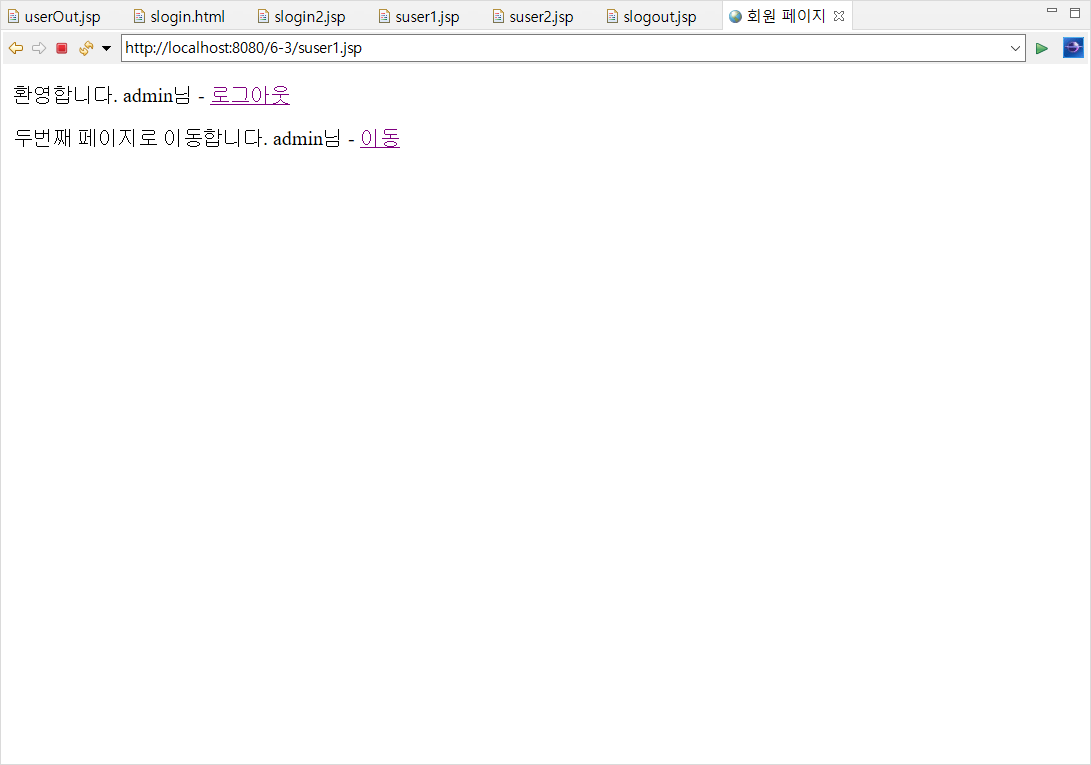 userOut.jsp slogin.html slogin2.jsp suser1.jsp suser2.jsp slogout.jsp 회원 페이지
http://localhost:8080/6-3/suser1.jsp
환영합니다. admin님 - 로그아웃
두번째 페이지로 이동합니다. admin님 - 이동